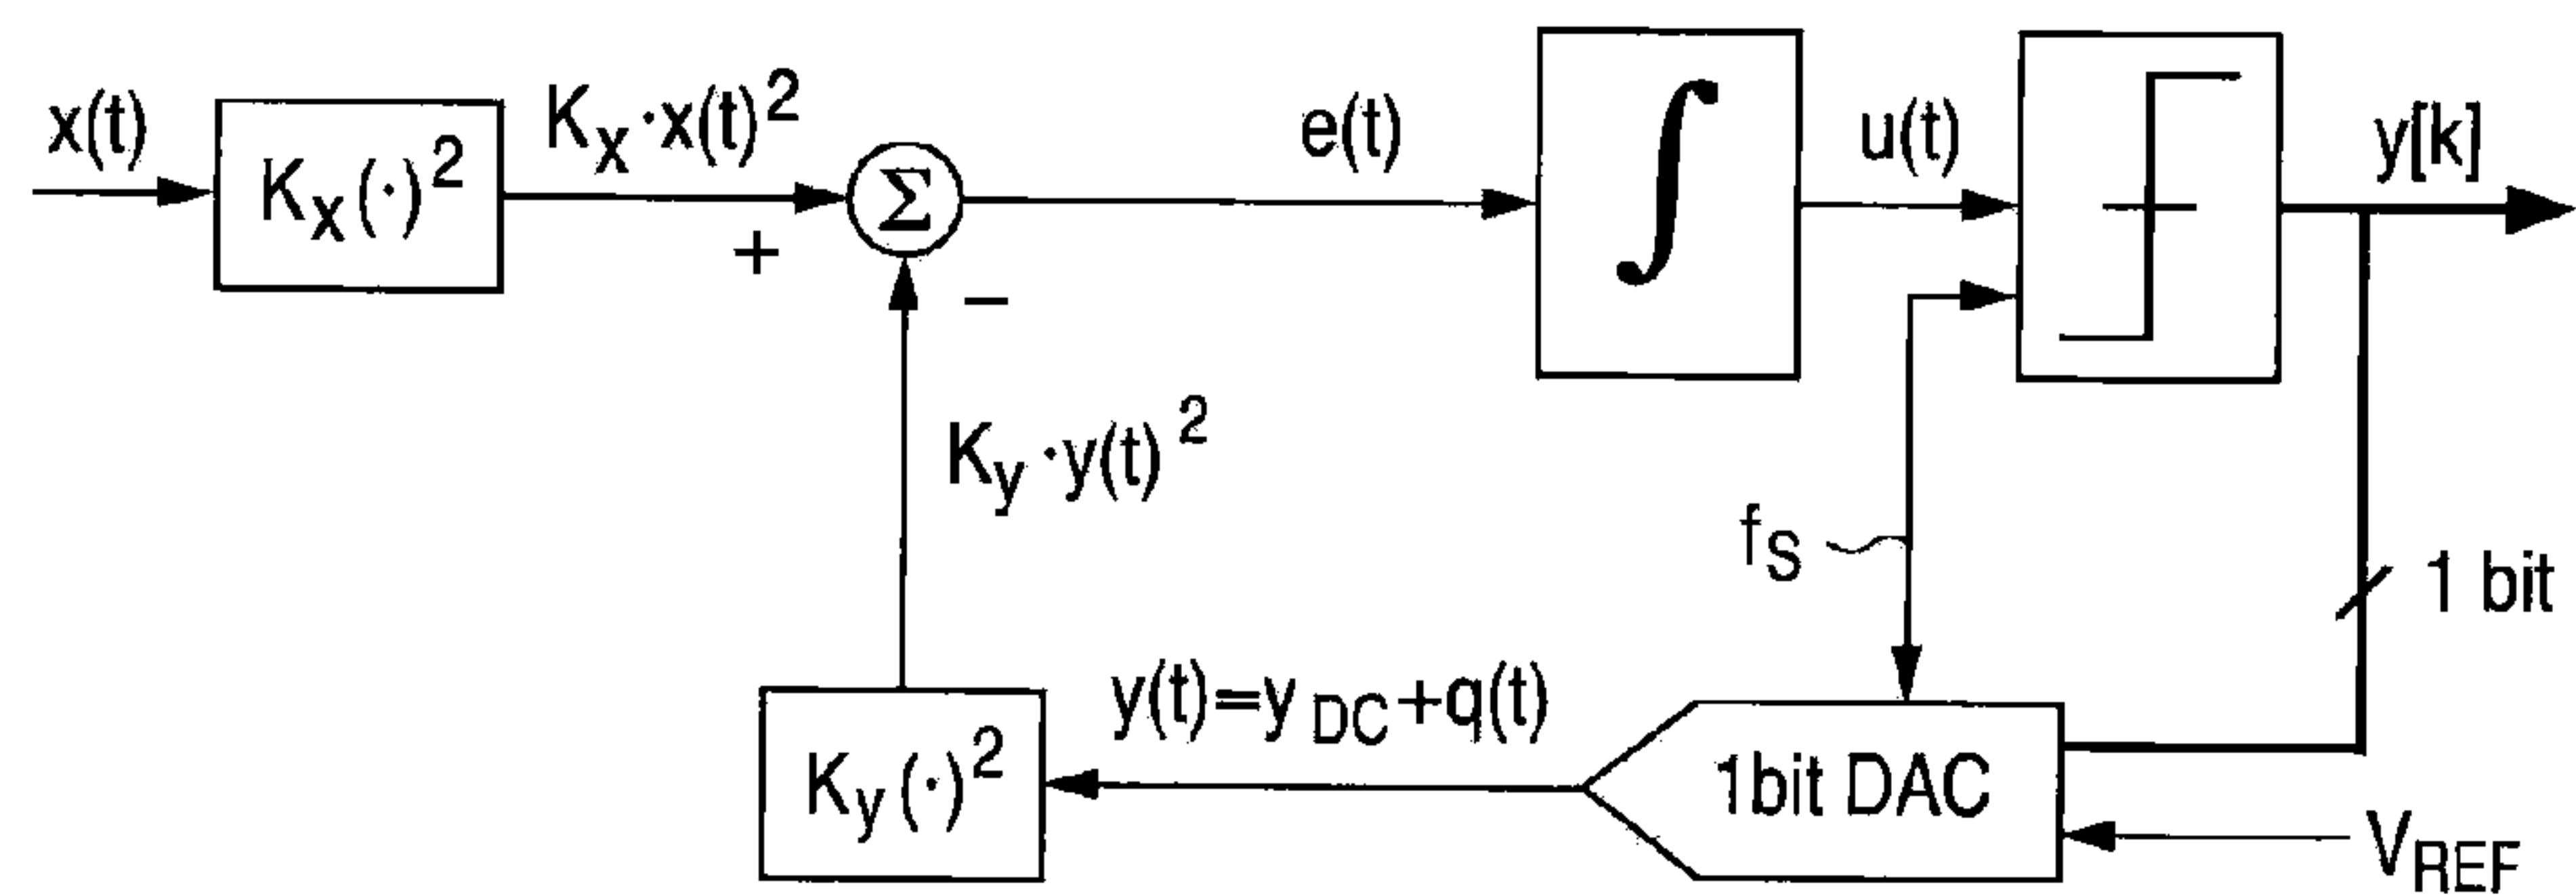 x(t)
Kx(·)²
Kx·x(t)²
+
Σ
−
e(t)
∫
u(t)
y[k]
Ky·y(t)²
fS
1 bit
Ky(·)²
y(t)=yDC+q(t)
1bit DAC
VREF